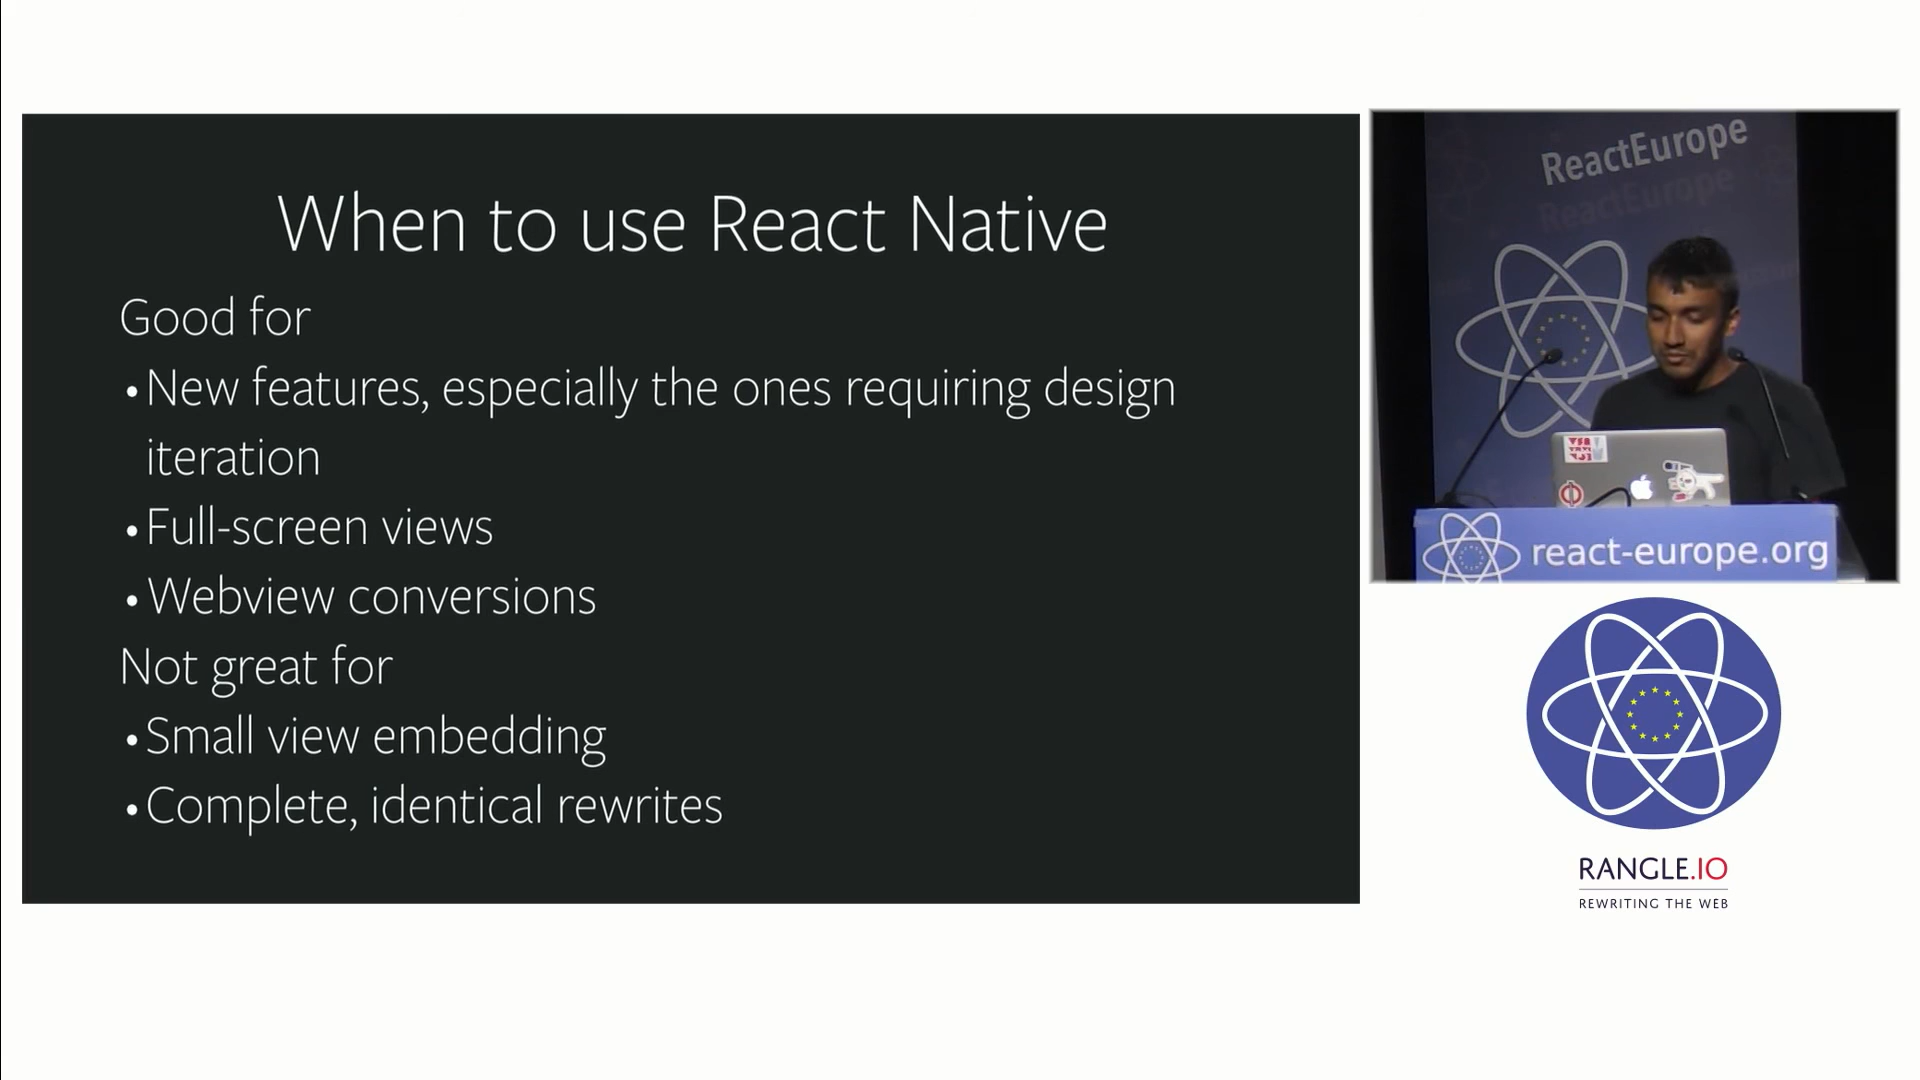 When to use React Native
Good for
•New features, especially the ones requiring design
iteration
•Full-screen views
•Webview conversions
Not great for
•Small view embedding
•Complete, identical rewrites
ReactEurope
ReactEurope
react-europe.org
RANGLE.IO
REWRITING THE WEB